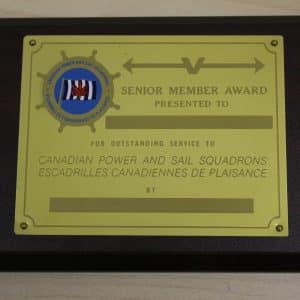 SENIOR MEMBER AWARD
PRESENTED TO
FOR OUTSTANDING SERVICE TO
CANADIAN POWER AND SAIL SQUADRONS
ESCADRILLES CANADIENNES DE PLAISANCE
BY